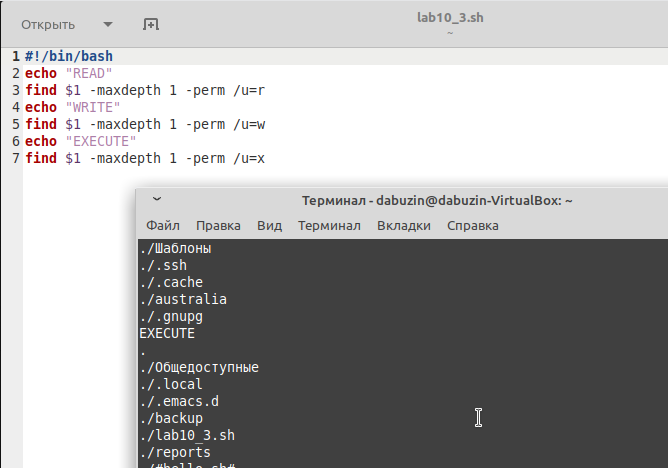 Открыть
lab10_3.sh
~
1 #!/bin/bash
2 echo "READ"
3 find $1 -maxdepth 1 -perm /u=r
4 echo "WRITE"
5 find $1 -maxdepth 1 -perm /u=w
6 echo "EXECUTE"
7 find $1 -maxdepth 1 -perm /u=x
Терминал - dabuzin@dabuzin-VirtualBox: ~
Файл Правка Вид Терминал Вкладки Справка
./Шаблоны
./.ssh
./.cache
./australia
./.gnupg
EXECUTE
.
./Общедоступные
./.local
./.emacs.d
./backup
./lab10_3.sh
./reports
./#hello.sh#